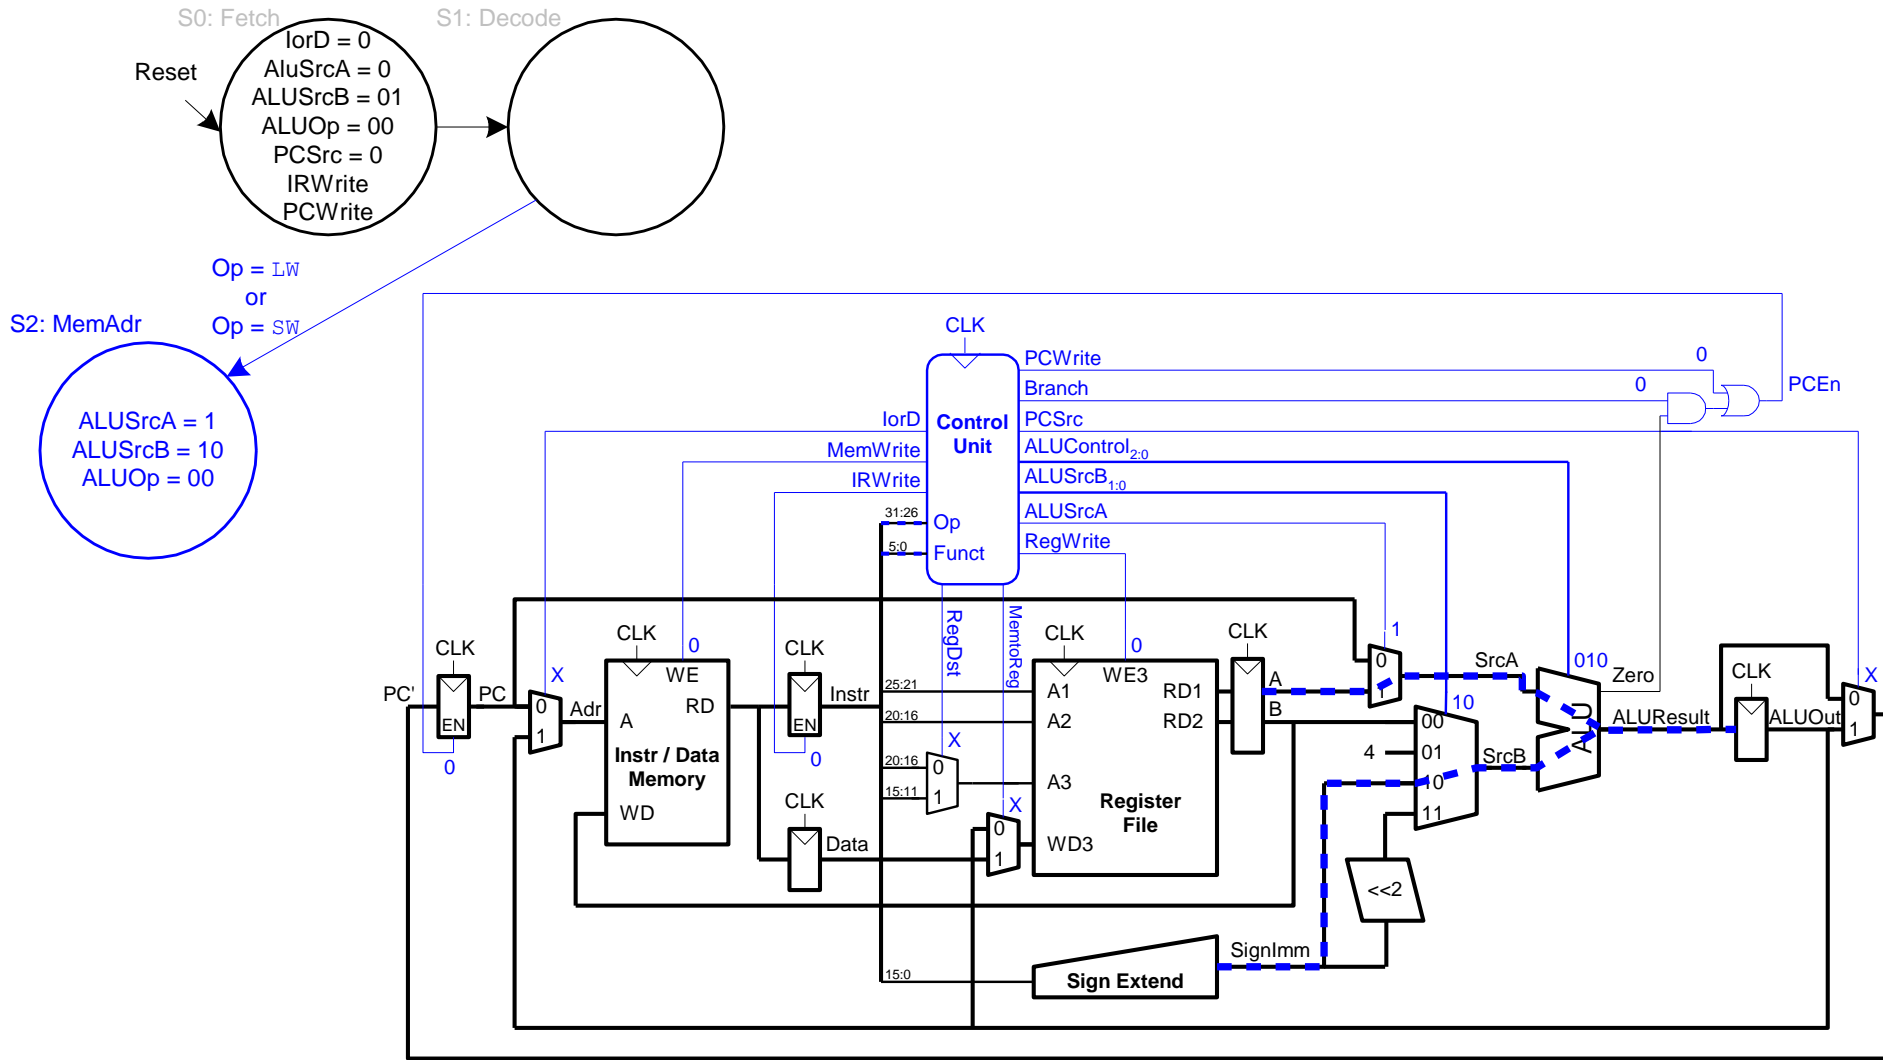 S0: Fetch
S1: Decode
Reset
IorD = 0
AluSrcA = 0
ALUSrcB = 01
ALUOp = 00
PCSrc = 0
IRWrite
PCWrite
Op = LW
or
Op = SW
S2: MemAdr
ALUSrcA = 1
ALUSrcB = 10
ALUOp = 00
CLK
PCWrite
0
Branch
0
PCEn
IorD
Control
Unit
PCSrc
MemWrite
ALUControl2:0
IRWrite
ALUSrcB1:0
31:26
Op
ALUSrcA
5:0
Funct
RegWrite
RegDst
MemtoReg
CLK
CLK
CLK
CLK
CLK
0
0
1
010
X
X
PC'
PC
EN
0
0
1
Adr
WE
A
RD
Instr / Data
Memory
WD
EN
0
Instr
CLK
Data
25:21
20:16
20:16
15:11
X
0
1
X
0
1
WE3
A1
A2
A3
WD3
RD1
RD2
Register
File
A
B
0
1
SrcA
10
00
4
01
10
11
SrcB
ALU
Zero
ALUResult
CLK
ALUOut
0
1
<<2
SignImm
15:0
Sign Extend